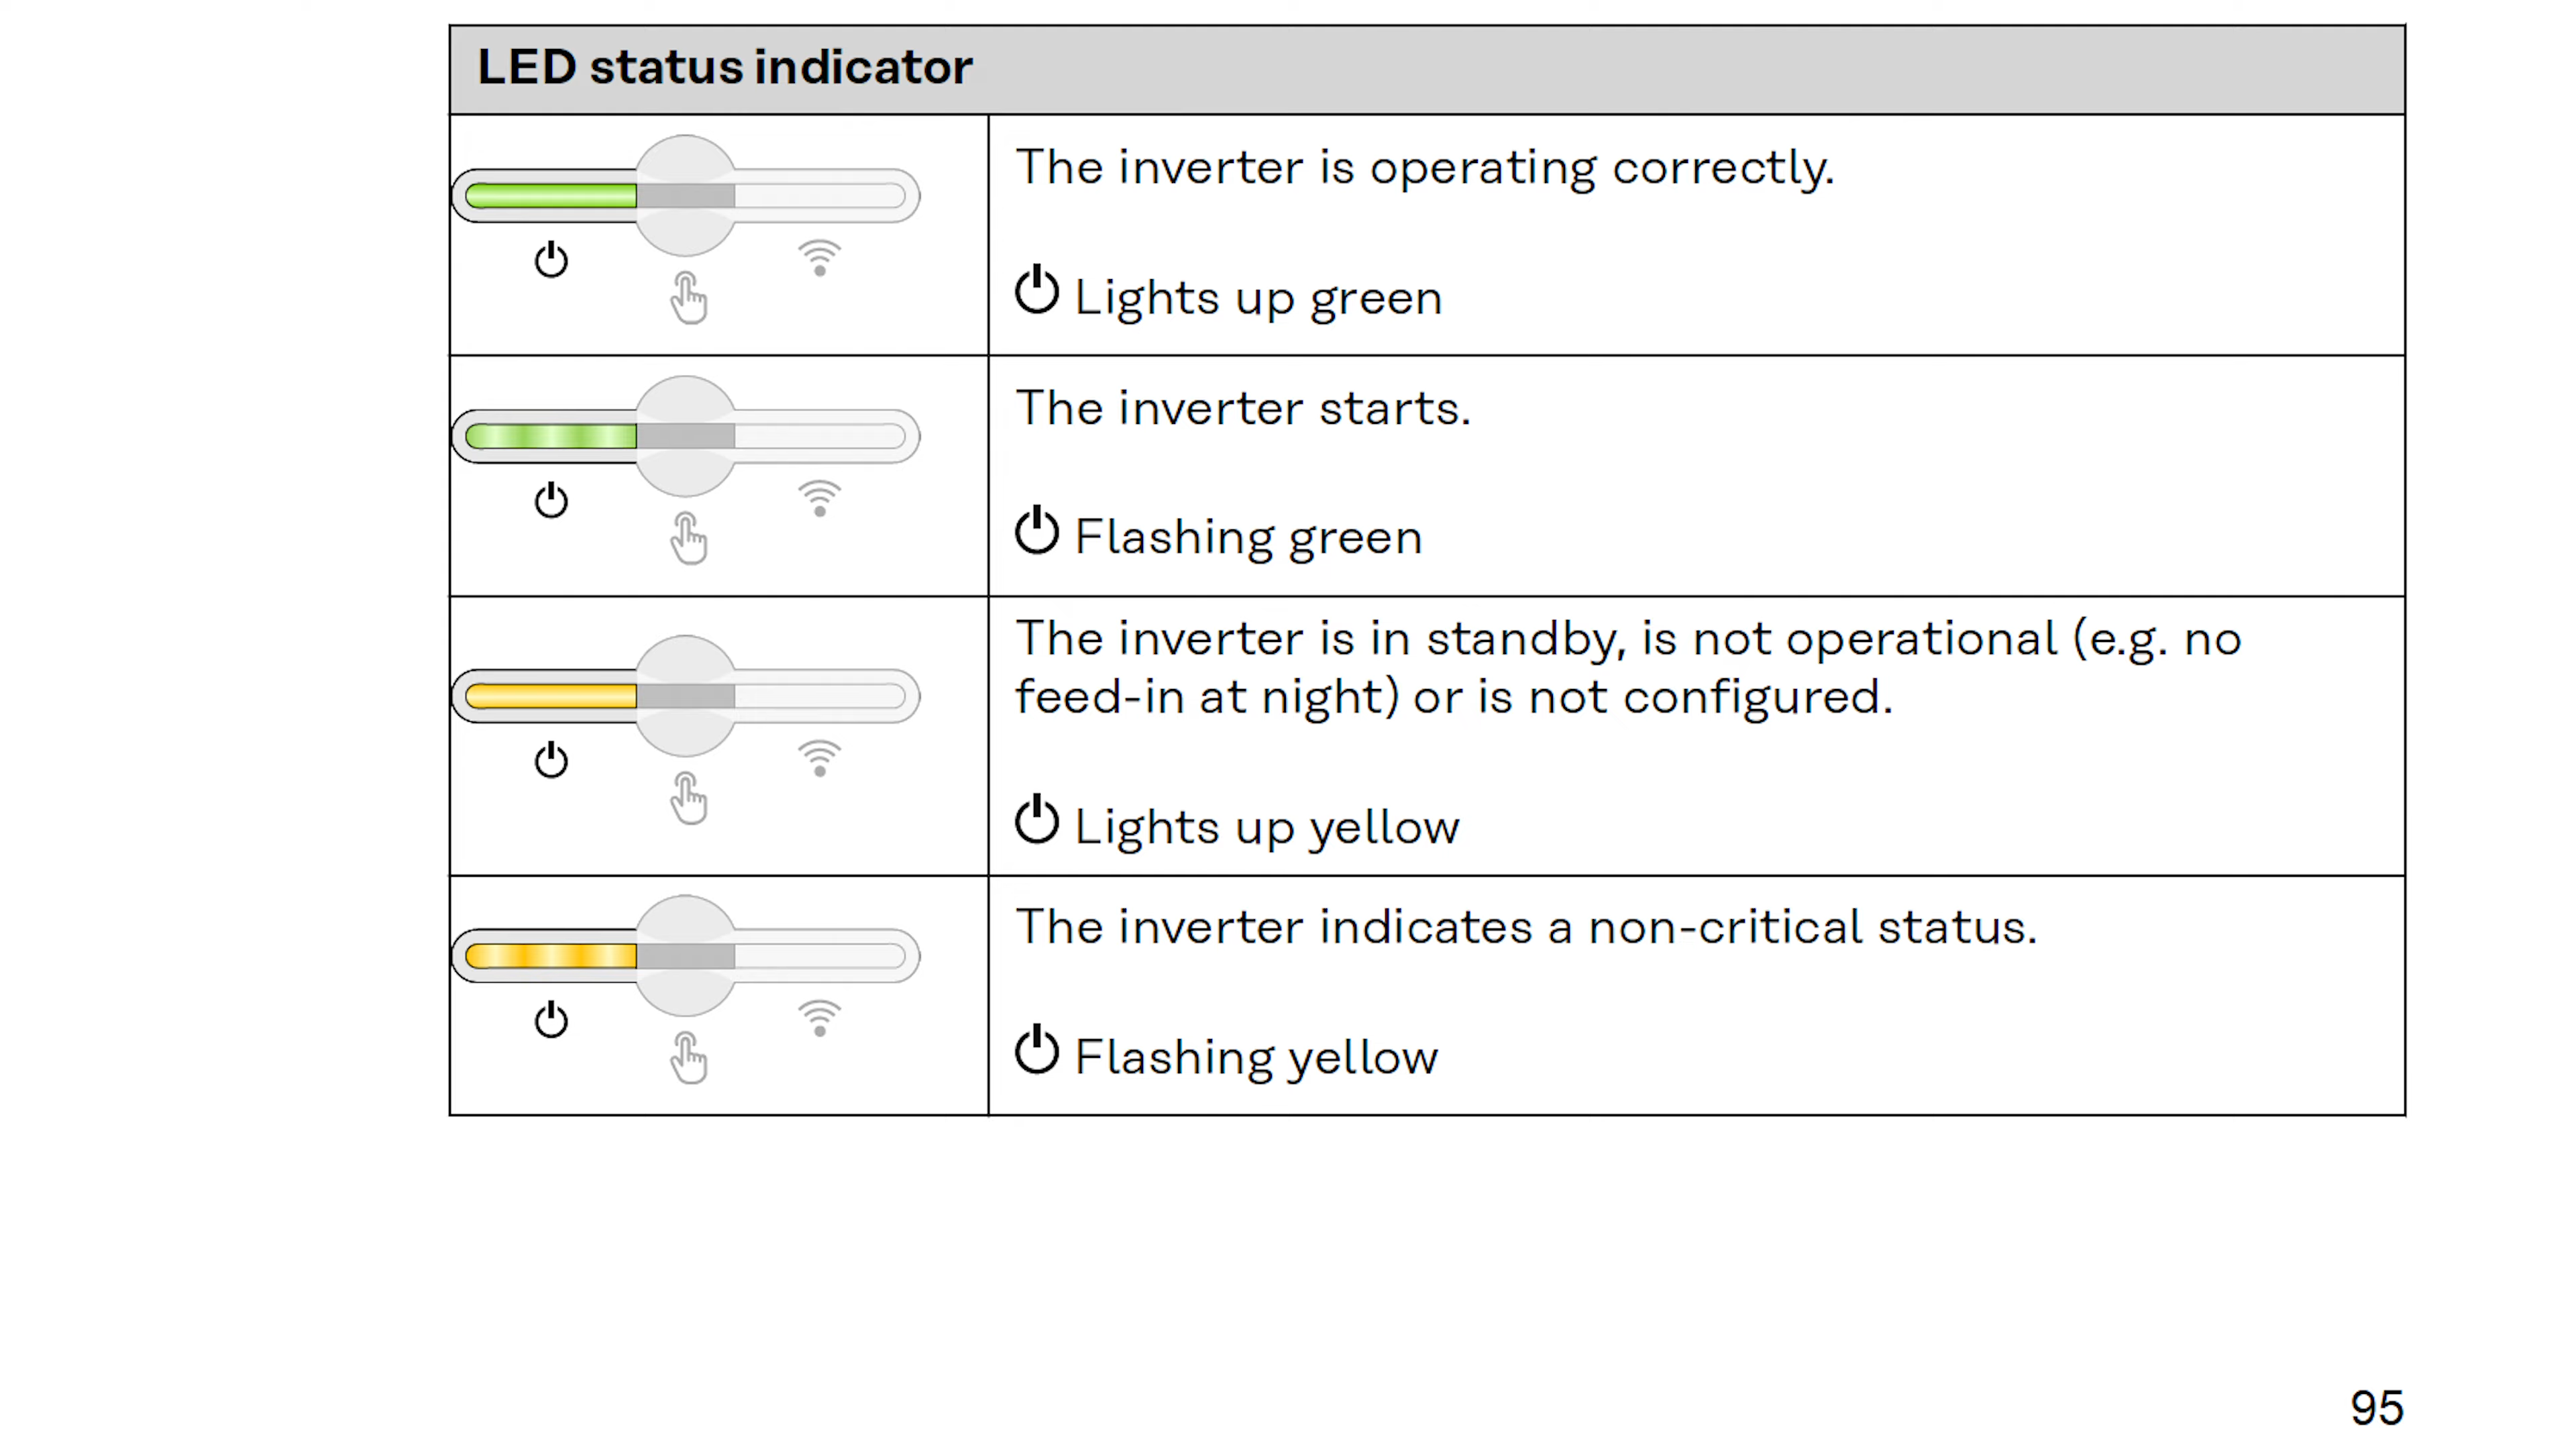 LED status indicator
The inverter is operating correctly.
Lights up green
The inverter starts.
Flashing green
The inverter is in standby, is not operational (e.g. no
feed-in at night) or is not configured.
Lights up yellow
The inverter indicates a non-critical status.
Flashing yellow
95